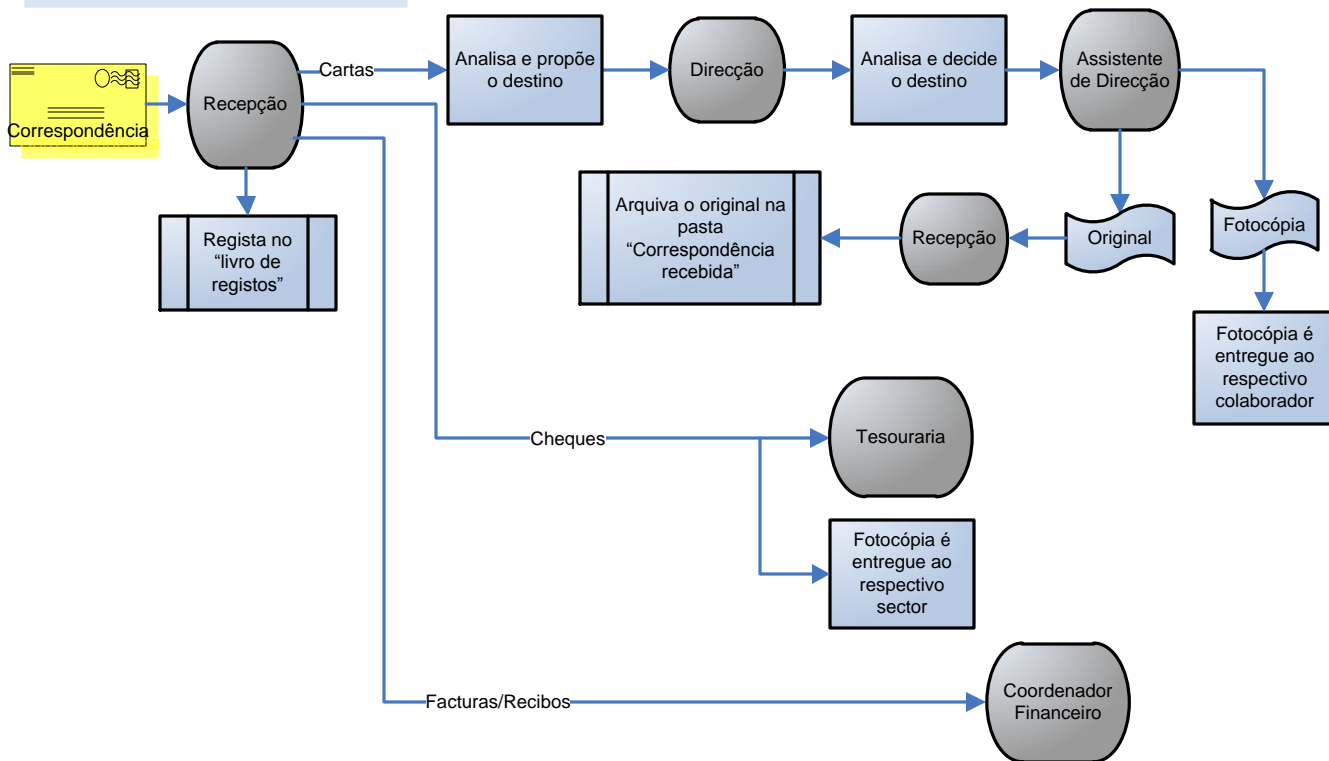 Correspondência
Recepção
Cartas
Analisa e propõe
o destino
Direcção
Analisa e decide
o destino
Assistente
de Direcção
Regista no
“livro de
registos”
Arquiva o original na
pasta
“Correspondência
recebida”
Recepção
Original
Fotocópia
Fotocópia é
entregue ao
respectivo
colaborador
Cheques
Tesouraria
Fotocópia é
entregue ao
respectivo
sector
Facturas/Recibos
Coordenador
Financeiro